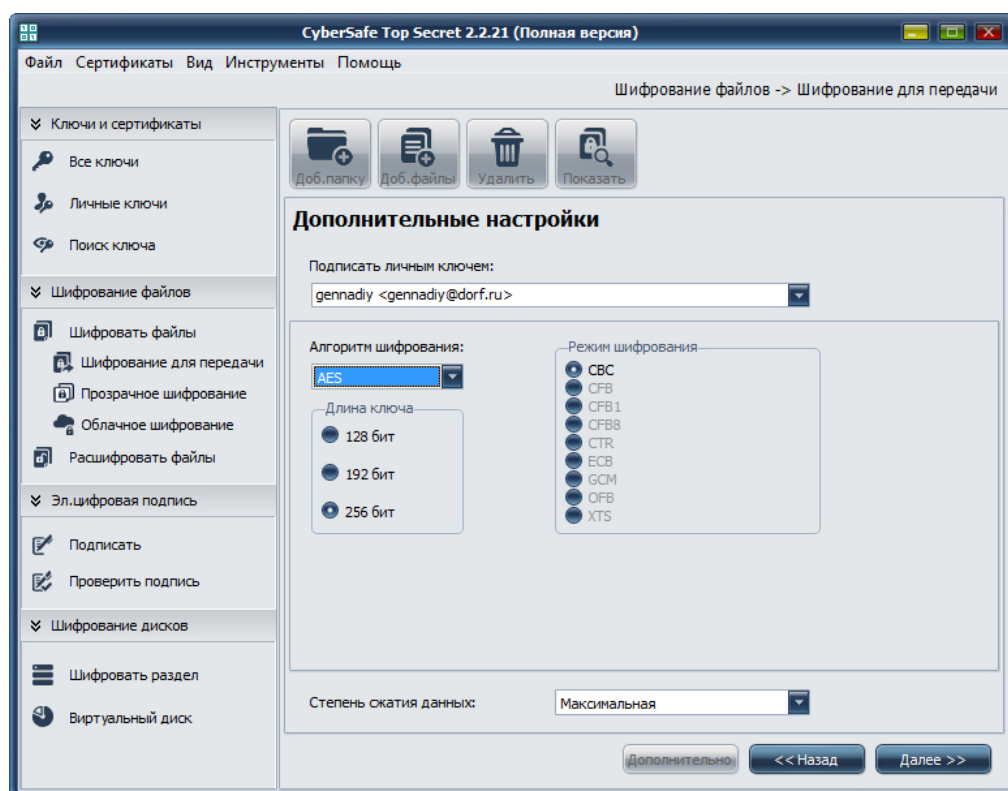 CyberSafe Top Secret 2.2.21 (Полная версия)
Файл Сертификаты Вид Инструменты Помощь
Шифрование файлов -> Шифрование для передачи
Ключи и сертификаты
Все ключи
Личные ключи
Поиск ключа
Шифрование файлов
Шифровать файлы
Шифрование для передачи
Прозрачное шифрование
Облачное шифрование
Расшифровать файлы
Эл.цифровая подпись
Подписать
Проверить подпись
Шифрование дисков
Шифровать раздел
Виртуальный диск
Доб.папку Доб.файлы Удалить Показать
Дополнительные настройки
Подписать личным ключем:
gennadiy <gennadiy@dorf.ru>
Алгоритм шифрования:
AES
Длина ключа
128 бит
192 бит
256 бит
Режим шифрования
CBC
CFB
CFB1
CFB8
CTR
ECB
GCM
OFB
XTS
Степень сжатия данных:
Максимальная
Дополнительно << Назад Далее >>